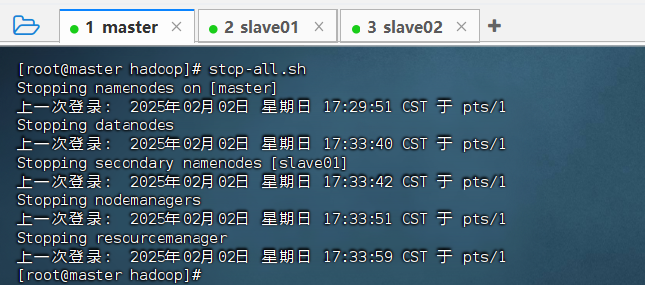 1 master × 2 slave01 × 3 slave02 × +
[root@master hadoop]# stop-all.sh
Stopping namenodes on [master]
上一次登录: 2025年02月02日 星期日 17:29:51 CST 于 pts/1
Stopping datanodes
上一次登录: 2025年02月02日 星期日 17:33:40 CST 于 pts/1
Stopping secondary namenodes [slave01]
上一次登录: 2025年02月02日 星期日 17:33:42 CST 于 pts/1
Stopping nodemanagers
上一次登录: 2025年02月02日 星期日 17:33:51 CST 于 pts/1
Stopping resourcemanager
上一次登录: 2025年02月02日 星期日 17:33:59 CST 于 pts/1
[root@master hadoop]#